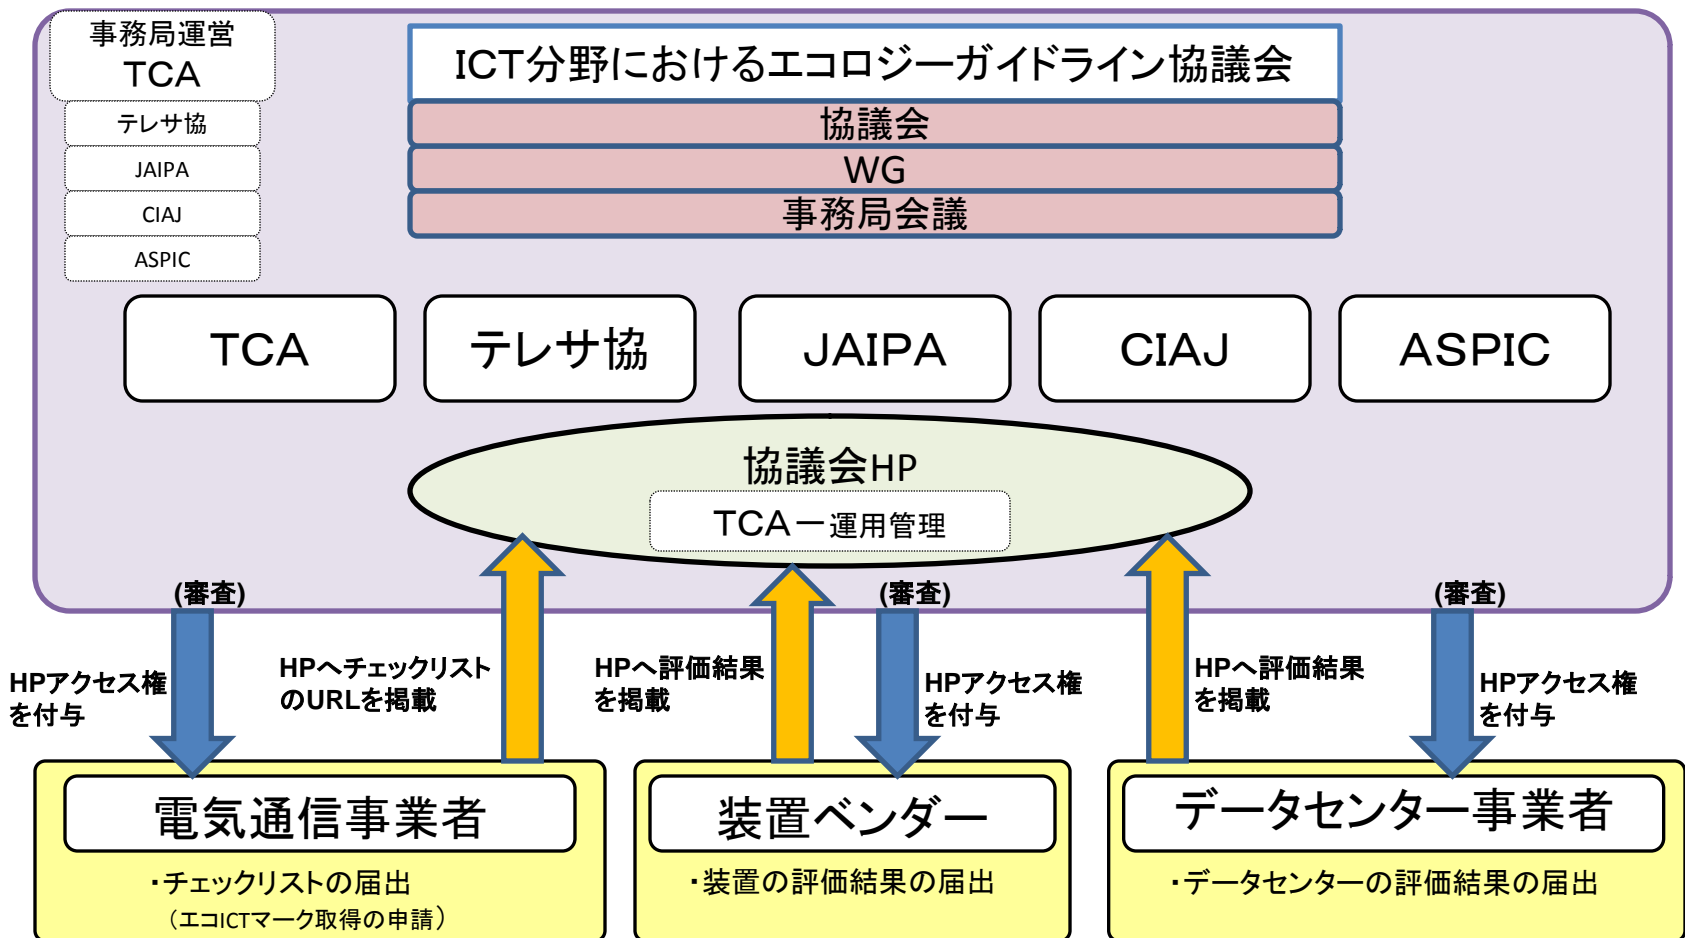 事務局運営
TCA
テレサ協
JAIPA
CIAJ
ASPIC
ICT分野におけるエコロジーガイドライン協議会
協議会
WG
事務局会議
TCA
テレサ協
JAIPA
CIAJ
ASPIC
協議会HP
TCAー運用管理
(審査)
(審査)
(審査)
HPアクセス権
を付与
HPへチェックリスト
のURLを掲載
HPへ評価結果
を掲載
HPアクセス権
を付与
HPへ評価結果
を掲載
HPアクセス権
を付与
電気通信事業者
・チェックリストの届出
（エコICTマーク取得の申請）
装置ベンダー
・装置の評価結果の届出
データセンター事業者
・データセンターの評価結果の届出